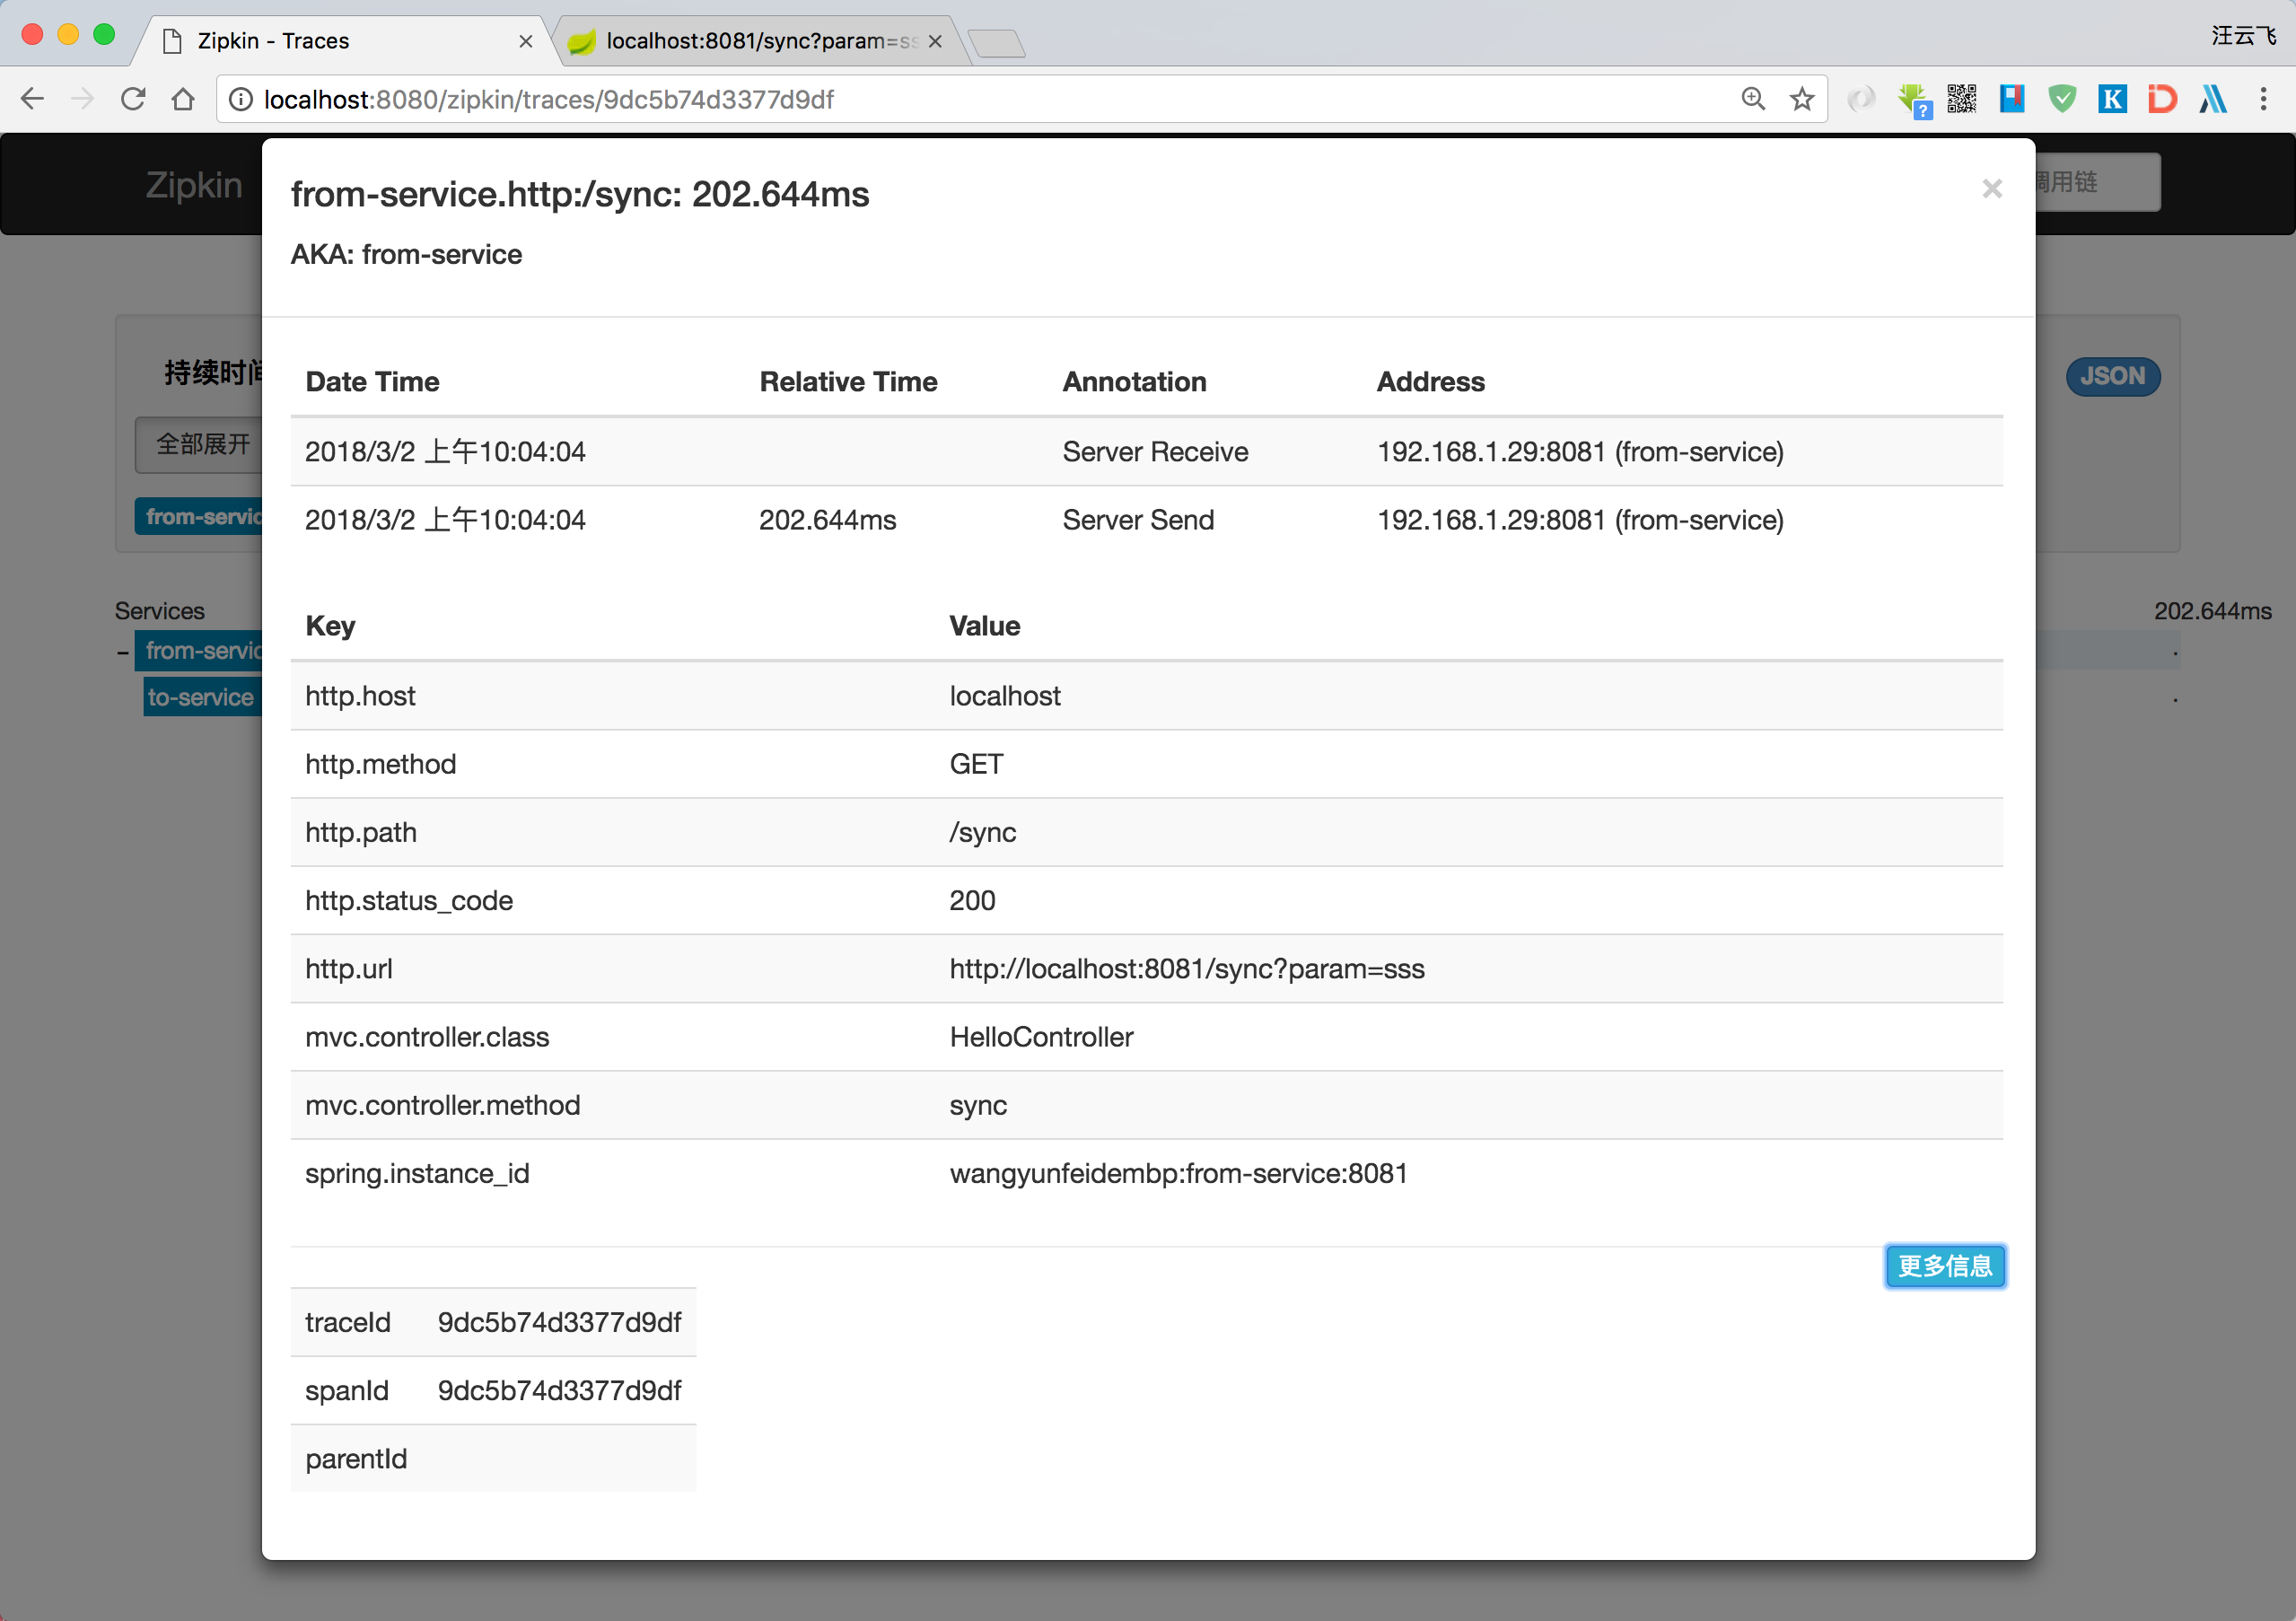 Zipkin - Traces
localhost:8081/sync?param=ss
汪云飞
localhost:8080/zipkin/traces/9dc5b74d3377d9df
Zipkin
调用链
from-service.http:/sync: 202.644ms
AKA: from-service
持续时间
JSON
全部展开
from-servic
Date Time Relative Time Annotation Address
2018/3/2 上午10:04:04 Server Receive 192.168.1.29:8081 (from-service)
2018/3/2 上午10:04:04 202.644ms Server Send 192.168.1.29:8081 (from-service)
Services
202.644ms
- from-servic
.
to-service
.
Key Value
http.host localhost
http.method GET
http.path /sync
http.status_code 200
http.url http://localhost:8081/sync?param=sss
mvc.controller.class HelloController
mvc.controller.method sync
spring.instance_id wangyunfeidembp:from-service:8081
更多信息
traceId 9dc5b74d3377d9df
spanId 9dc5b74d3377d9df
parentId